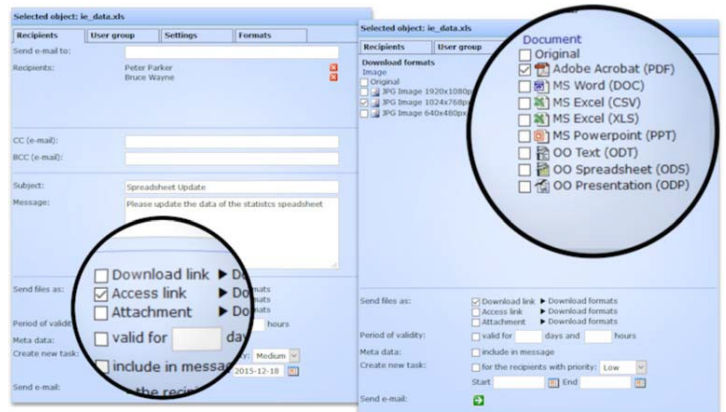 Selected object: ie_data.xls
Recipients User group Settings Formats
Send e-mail to:
Recipients: Peter Parker
Bruce Wayne
CC (e-mail):
BCC (e-mail):
Subject: Spreadsheet Update
Message: Please update the data of the statistcs speadsheet
Download link
Access link
Attachment
valid for days
include in messa
the recipi
Send files as:
Period of validity: hours
Meta data:
Create new task: Medium
2015-12-18
Send e-mail:
Selected object: ie_data.xls
Recipients User group
Download formats
Image
Original
JPG Image 1920x1080p
JPG Image 1024x768p
JPG Image 640x480px
Document
Original
Adobe Acrobat (PDF)
MS Word (DOC)
MS Excel (CSV)
MS Excel (XLS)
MS Powerpoint (PPT)
OO Text (ODT)
OO Spreadsheet (ODS)
OO Presentation (ODP)
Send files as: Download link Download formats
Access link Download formats
Attachment Download formats
Period of validity: valid for days and hours
Meta data: include in message
Create new task: for the recipients with priority: Low
Start End
Send e-mail: